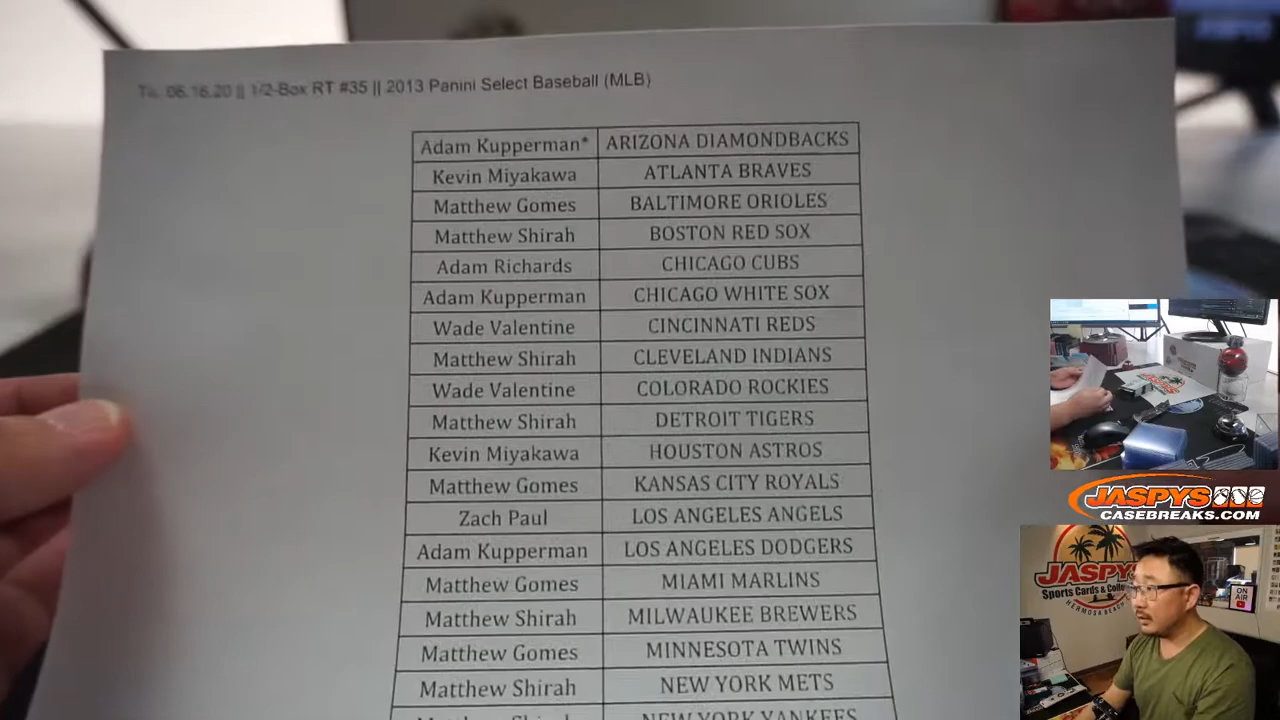 Tu. 06.16.20 || 1/2-Box RT #35 || 2013 Panini Select Baseball (MLB)
Adam Kupperman* ARIZONA DIAMONDBACKS
Kevin Miyakawa ATLANTA BRAVES
Matthew Gomes BALTIMORE ORIOLES
Matthew Shirah BOSTON RED SOX
Adam Richards CHICAGO CUBS
Adam Kupperman CHICAGO WHITE SOX
Wade Valentine CINCINNATI REDS
Matthew Shirah CLEVELAND INDIANS
Wade Valentine COLORADO ROCKIES
Matthew Shirah DETROIT TIGERS
Kevin Miyakawa HOUSTON ASTROS
Matthew Gomes KANSAS CITY ROYALS
Zach Paul LOS ANGELES ANGELS
Adam Kupperman LOS ANGELES DODGERS
Matthew Gomes MIAMI MARLINS
Matthew Shirah MILWAUKEE BREWERS
Matthew Gomes MINNESOTA TWINS
Matthew Shirah NEW YORK METS
Matthew Shirah NEW YORK YANKEES
JASPYS
CASEBREAKS.COM
JASPYS
Sports Cards &
HERMOSA BEACH
ON
AIR